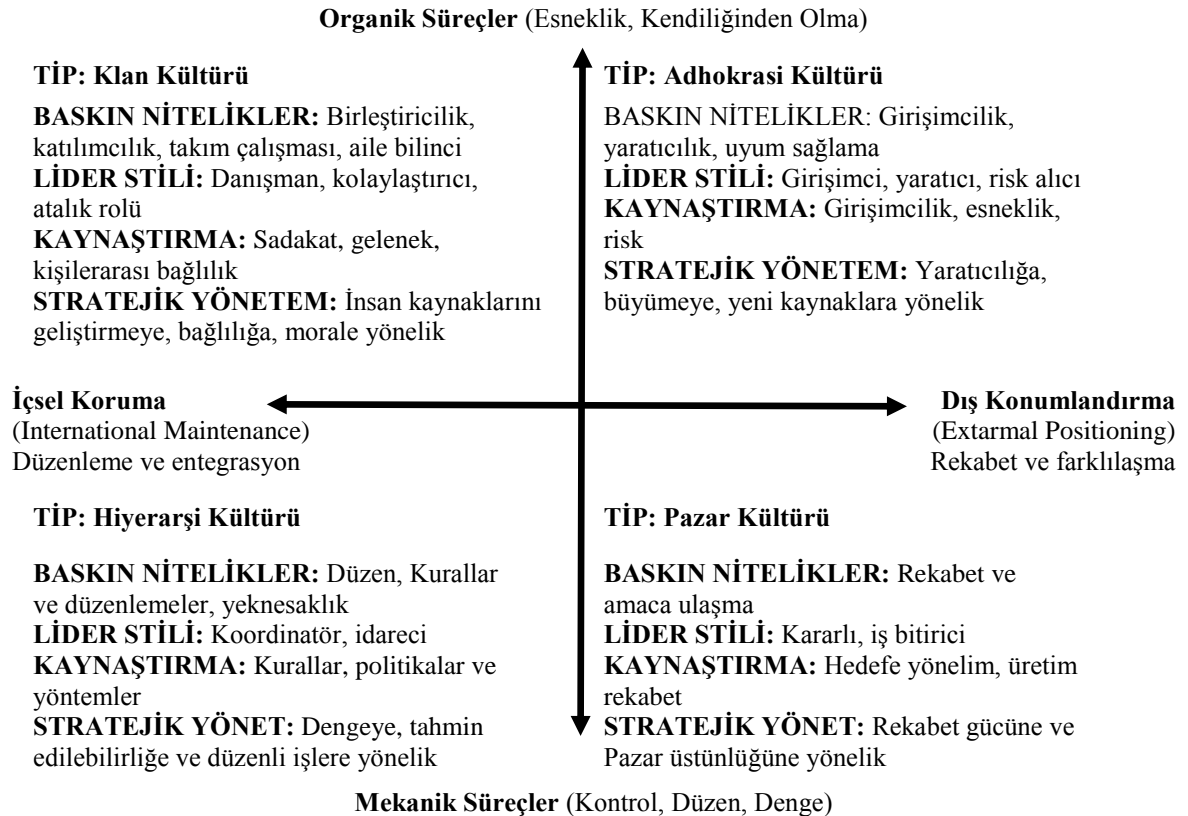 Organik Süreçler (Esneklik, Kendiliğinden Olma)
TİP: Klan Kültürü
BASKIN NİTELİKLER: Birleştiricilik,
katılımcılık, takım çalışması, aile bilinci
LİDER STİLİ: Danışman, kolaylaştırıcı,
atalık rolü
KAYNAŞTIRMA: Sadakat, gelenek,
kişilerarası bağlılık
STRATEJİK YÖNETEM: İnsan kaynaklarını
geliştirmeye, bağlılığa, morale yönelik
TİP: Adhokrasi Kültürü
BASKIN NİTELİKLER: Girişimcilik,
yaratıcılık, uyum sağlama
LİDER STİLİ: Girişimci, yaratıcı, risk alıcı
KAYNAŞTIRMA: Girişimcilik, esneklik,
risk
STRATEJİK YÖNETEM: Yaratıcılığa,
büyümeye, yeni kaynaklara yönelik
İçsel Koruma
(International Maintenance)
Düzenleme ve entegrasyon
Dış Konumlandırma
(Extarmal Positioning)
Rekabet ve farklılaşma
TİP: Hiyerarşi Kültürü
BASKIN NİTELİKLER: Düzen, Kurallar
ve düzenlemeler, yeknesaklık
LİDER STİLİ: Koordinatör, idareci
KAYNAŞTIRMA: Kurallar, politikalar ve
yöntemler
STRATEJİK YÖNET: Dengeye, tahmin
edilebilirliğe ve düzenli işlere yönelik
TİP: Pazar Kültürü
BASKIN NİTELİKLER: Rekabet ve
amaca ulaşma
LİDER STİLİ: Kararlı, iş bitirici
KAYNAŞTIRMA: Hedefe yönelim, üretim
rekabet
STRATEJİK YÖNET: Rekabet gücüne ve
Pazar üstünlüğüne yönelik
Mekanik Süreçler (Kontrol, Düzen, Denge)